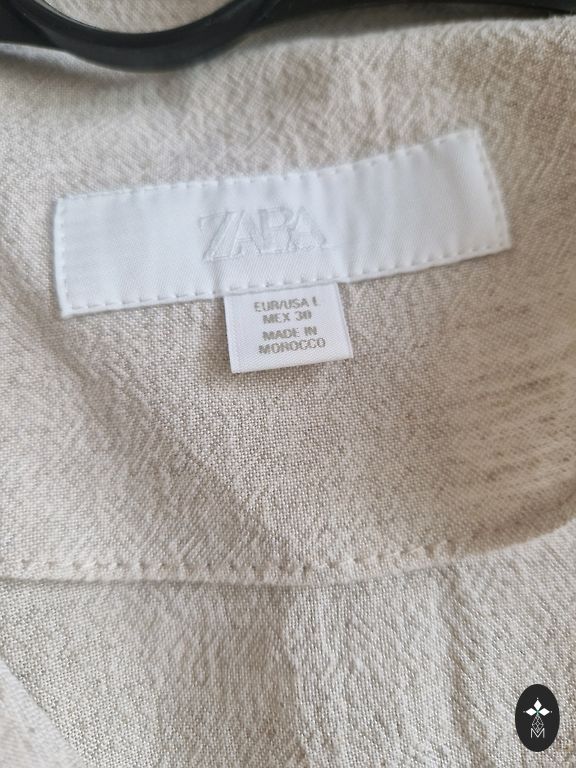 ZARA
EUR/USA L
MEX 30
MADE IN
MOROCCO
M